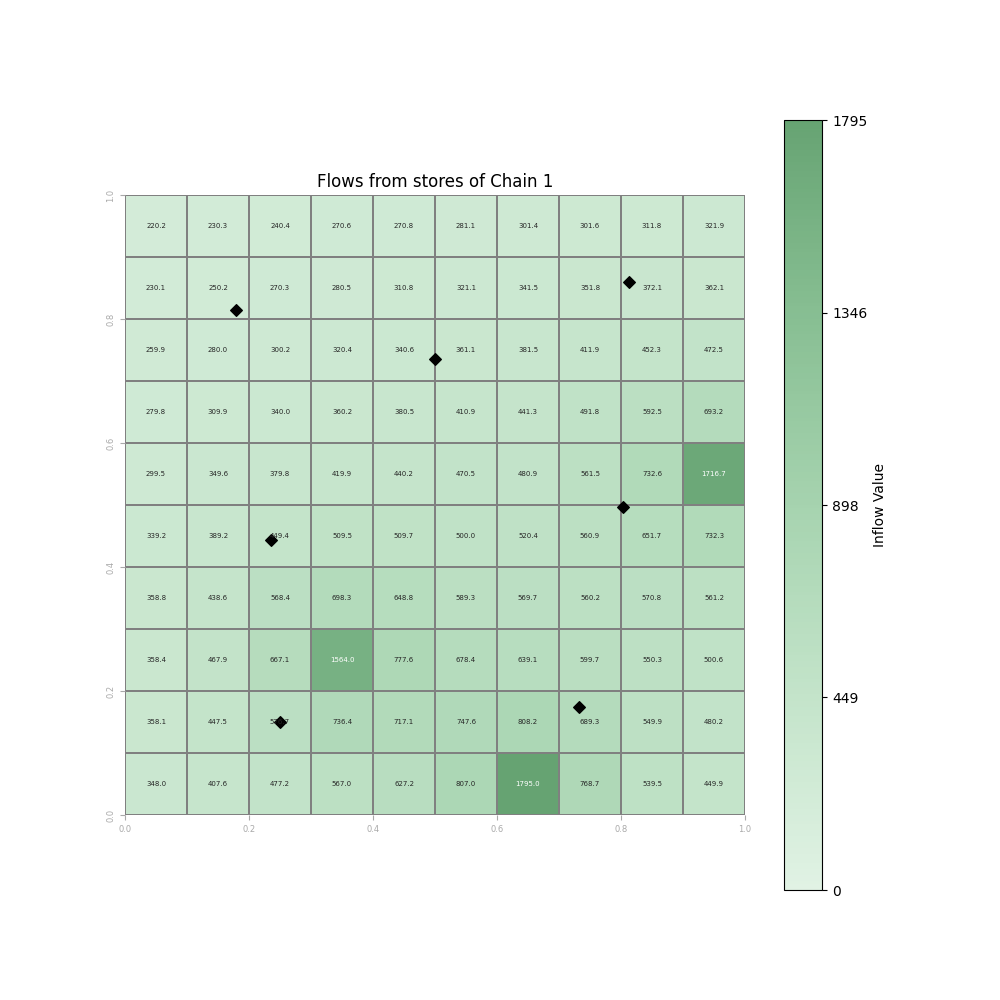 Flows from stores of Chain 1
1795
1346
898
449
0
Inflow Value
1.0
0.8
0.6
0.4
0.2
0.0
220.2 230.3 240.4 270.6 270.8 281.1 301.4 301.6 311.8 321.9
230.1 250.2 270.3 280.5 310.8 321.1 341.5 351.8 372.1 362.1
259.9 280.0 300.2 320.4 340.6 361.1 381.5 411.9 452.3 472.5
279.8 309.9 340.0 360.2 380.5 410.9 441.3 491.8 592.5 693.2
299.5 349.6 379.8 419.9 440.2 470.5 480.9 561.5 732.6 1716.7
339.2 389.2 509.5 509.7 500.0 520.4 560.9 651.7 732.3
358.8 438.6 568.4 698.3 648.8 589.3 569.7 560.2 570.8 561.2
358.4 467.9 667.1 1564.0 777.6 678.4 639.1 599.7 550.3 500.6
358.1 447.5 736.4 717.1 747.6 808.2 689.3 549.9 480.2
348.0 407.6 477.2 567.0 627.2 807.0 1795.0 768.7 539.5 449.9
0.0 0.2 0.4 0.6 0.8 1.0